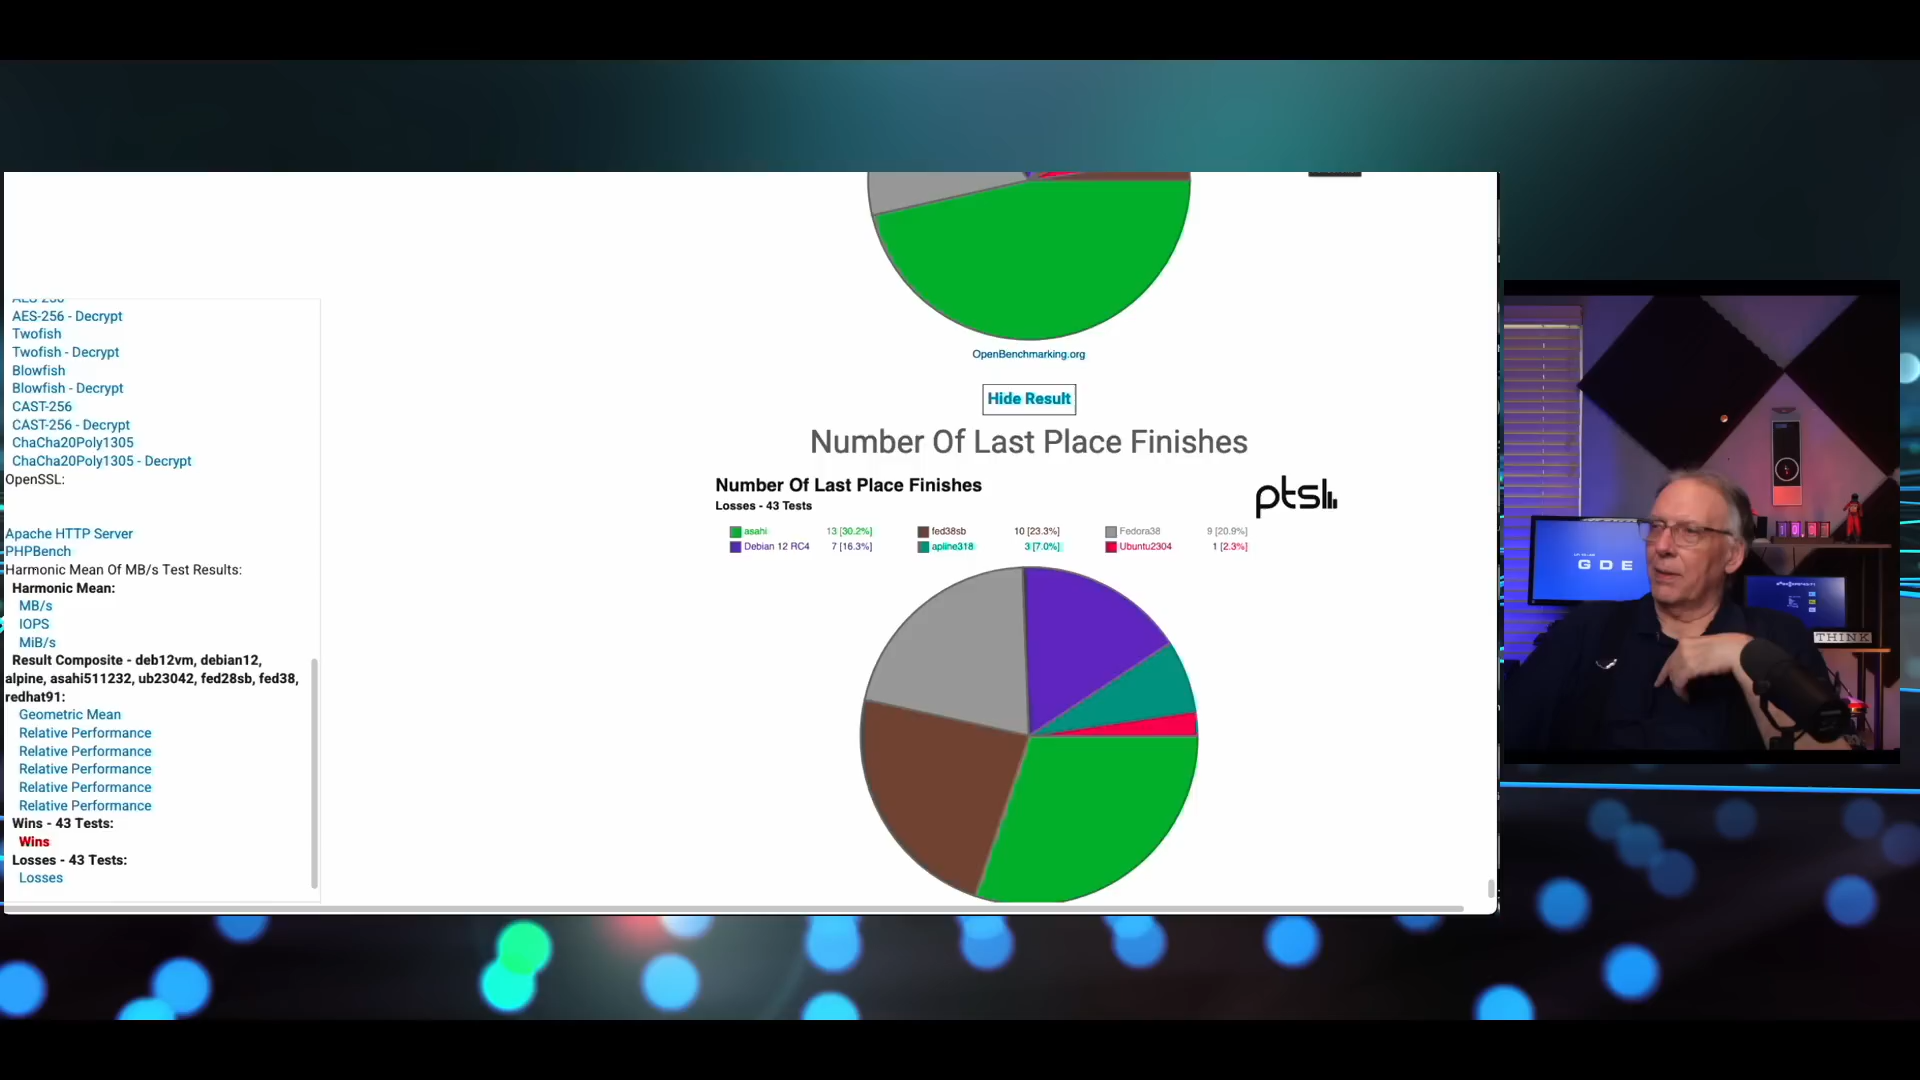 AES-256
AES-256 - Decrypt
Twofish
Twofish - Decrypt
Blowfish
Blowfish - Decrypt
CAST-256
CAST-256 - Decrypt
ChaCha20Poly1305
ChaCha20Poly1305 - Decrypt
OpenSSL:
Apache HTTP Server
PHPBench
Harmonic Mean Of MB/s Test Results:
Harmonic Mean:
MB/s
IOPS
MiB/s
Result Composite - deb12vm, debian12,
alpine, asahi511232, ub23042, fed28sb, fed38,
redhat91:
Geometric Mean
Relative Performance
Relative Performance
Relative Performance
Relative Performance
Relative Performance
Wins - 43 Tests:
Wins
Losses - 43 Tests:
Losses
OpenBenchmarking.org
Hide Result
Number Of Last Place Finishes
Number Of Last Place Finishes
Losses - 43 Tests
ptsl
asahi 13 [30.2%] fed38sb 10 [23.3%] Fedora38 9 [20.9%]
Debian 12 RC4 7 [16.3%] apline318 3 [7.0%] Ubuntu2304 1 [2.3%]
GDE
THINK